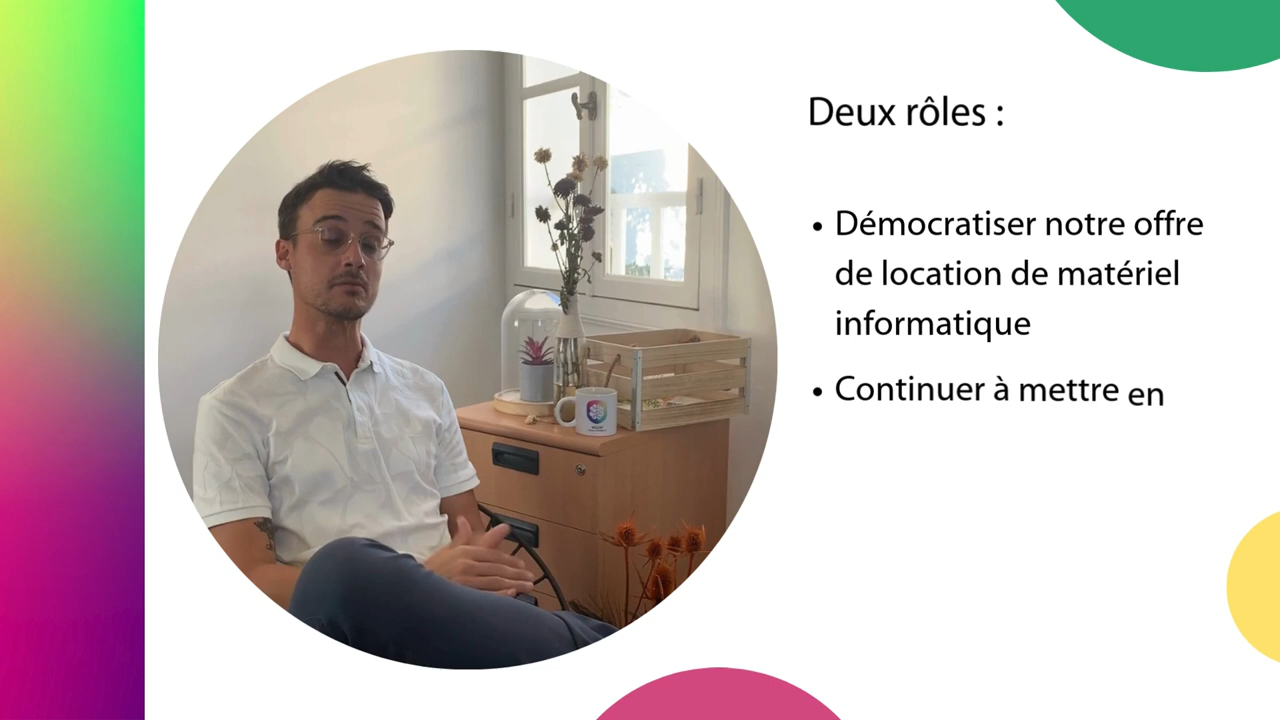 Deux rôles :
• Démocratiser notre offre
de location de matériel
informatique
• Continuer à mettre en